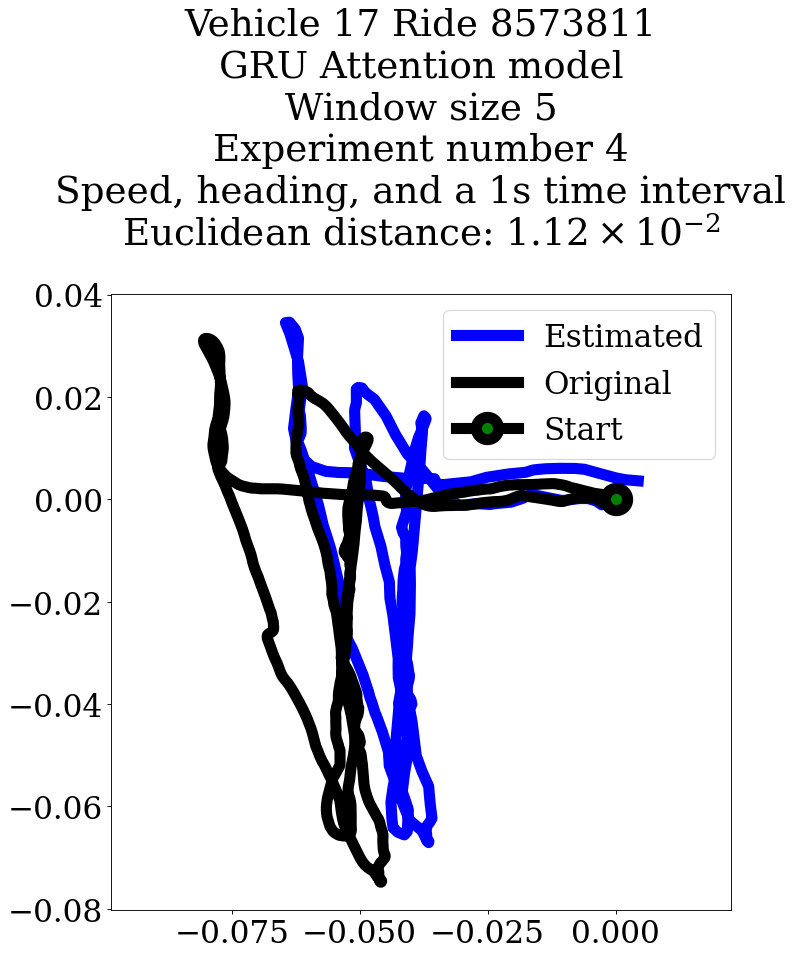 Vehicle 17 Ride 8573811
GRU Attention model
Window size 5
Experiment number 4
Speed, heading, and a 1s time interval
Euclidean distance: 1.12 × 10⁻²
0.04
0.02
0.00
−0.02
−0.04
−0.06
−0.08
Estimated
Original
Start
−0.075 −0.050 −0.025 0.000